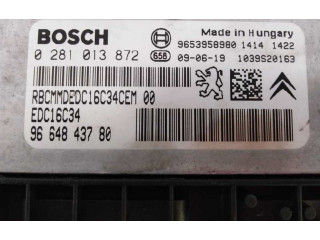 BOSCH
Made in Hungary
9653958980 1414 1422
0 281 013 872
656
09-06-19 1039S20163
RBCMMDEDC16C34CEM 00
EDC16C34
96 648 437 80